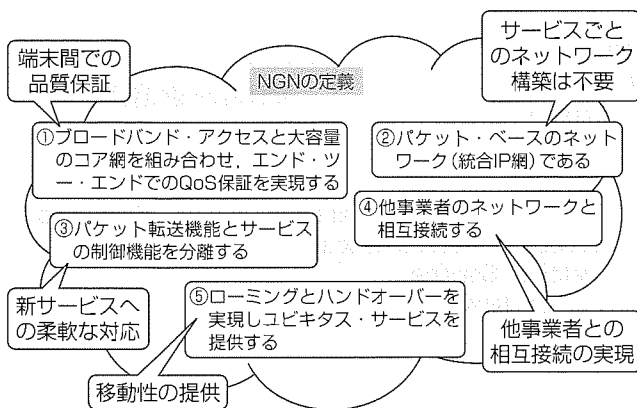 端末間での
品質保証
NGNの定義
サービスごと
のネットワーク
構築は不要
①ブロードバンド・アクセスと大容量
のコア網を組み合わせ，エンド・ツ
ー・エンドでのQoS保証を実現する
②パケット・ベースのネット
ワーク(統合IP網)である
③パケット転送機能とサービス
の制御機能を分離する
④他事業者のネットワークと
相互接続する
新サービスへ
の柔軟な対応
⑤ローミングとハンドオーバーを
実現しユビキタス・サービスを
提供する
移動性の提供
他事業者との
相互接続の実現